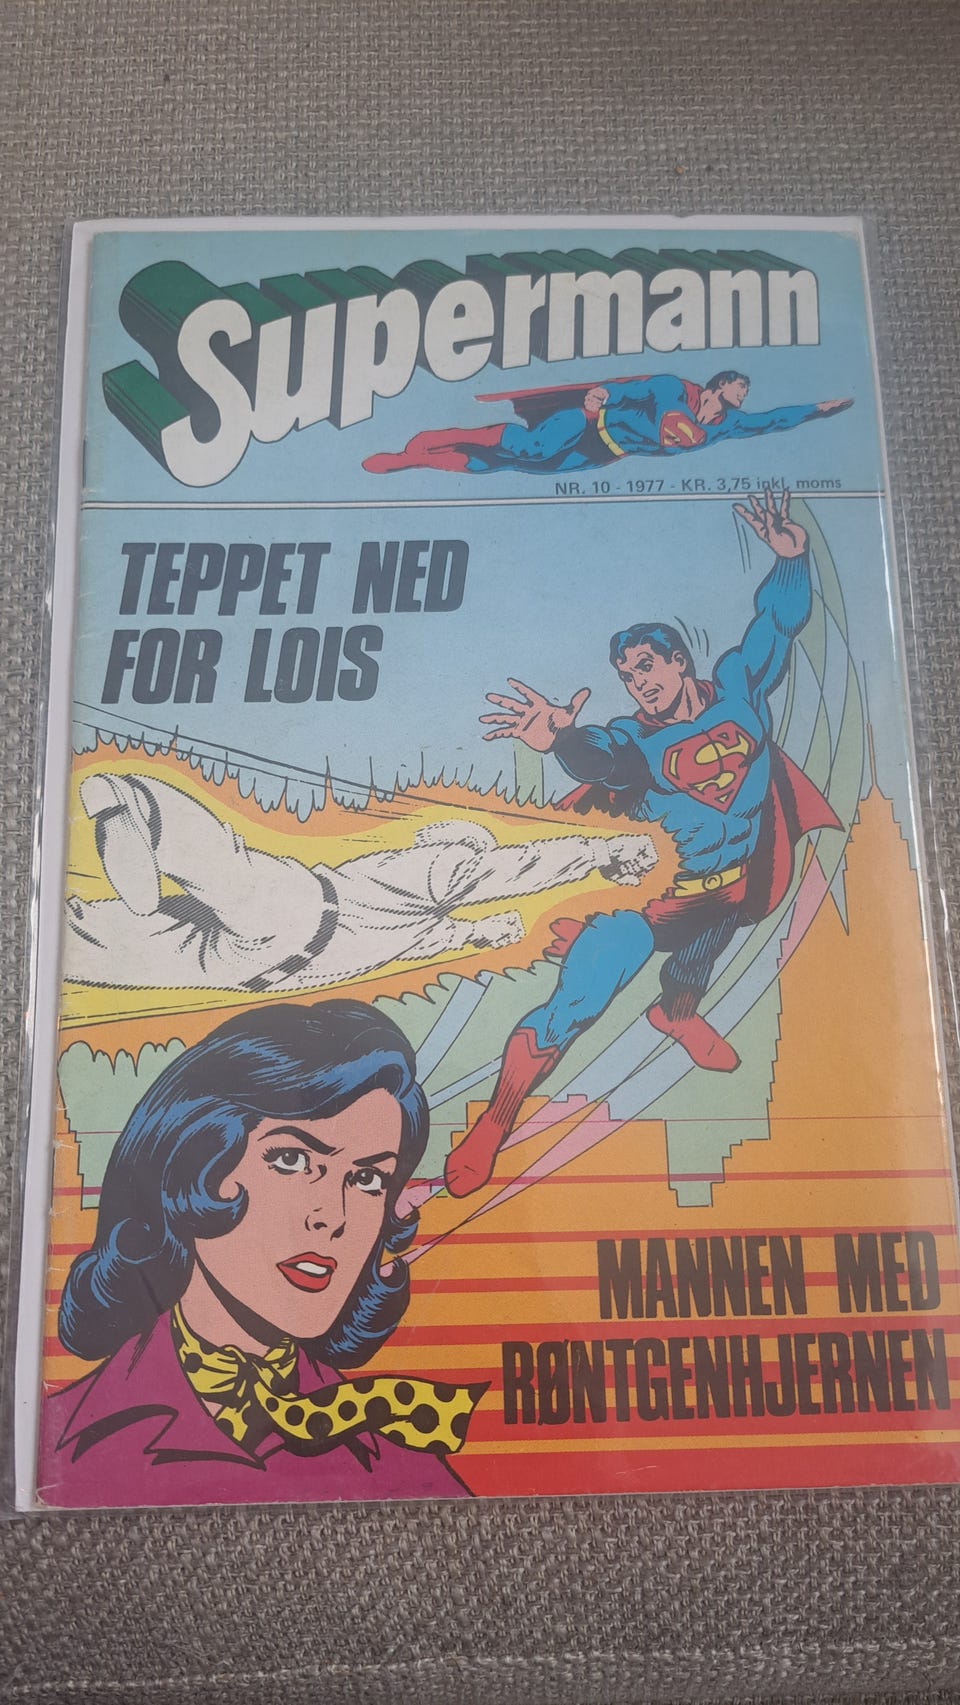 Supermann
NR. 10 - 1977 - KR. 3,75 inkl. moms
TEPPET NED
FOR LOIS
S
S
MANNEN MED
RØNTGENHJERNEN